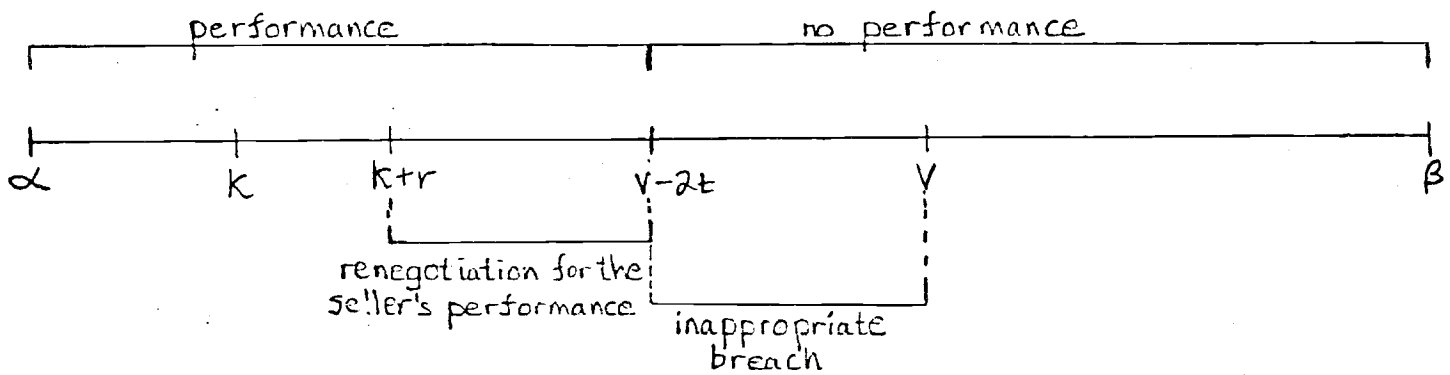 performance
no performance
α
k
k+r
v-2t
V
β
renegotiation for the
seller's performance
inappropriate
breach